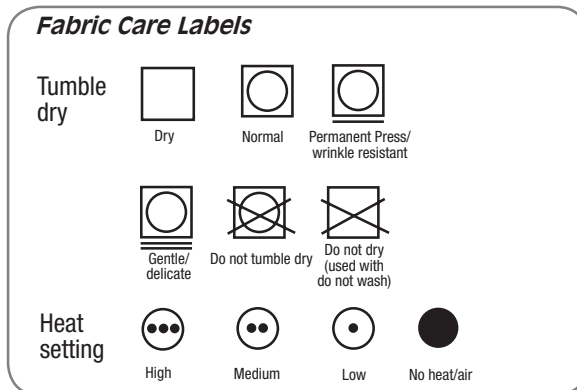 Fabric Care Labels
Tumble
dry
Dry
Normal
Permanent Press/
wrinkle resistant
Gentle/
delicate
Do not tumble dry
Do not dry
(used with
do not wash)
Heat
setting
High
Medium
Low
No heat/air